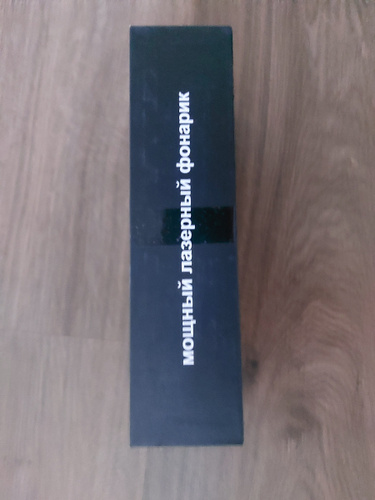 мощный лазерный фонарик